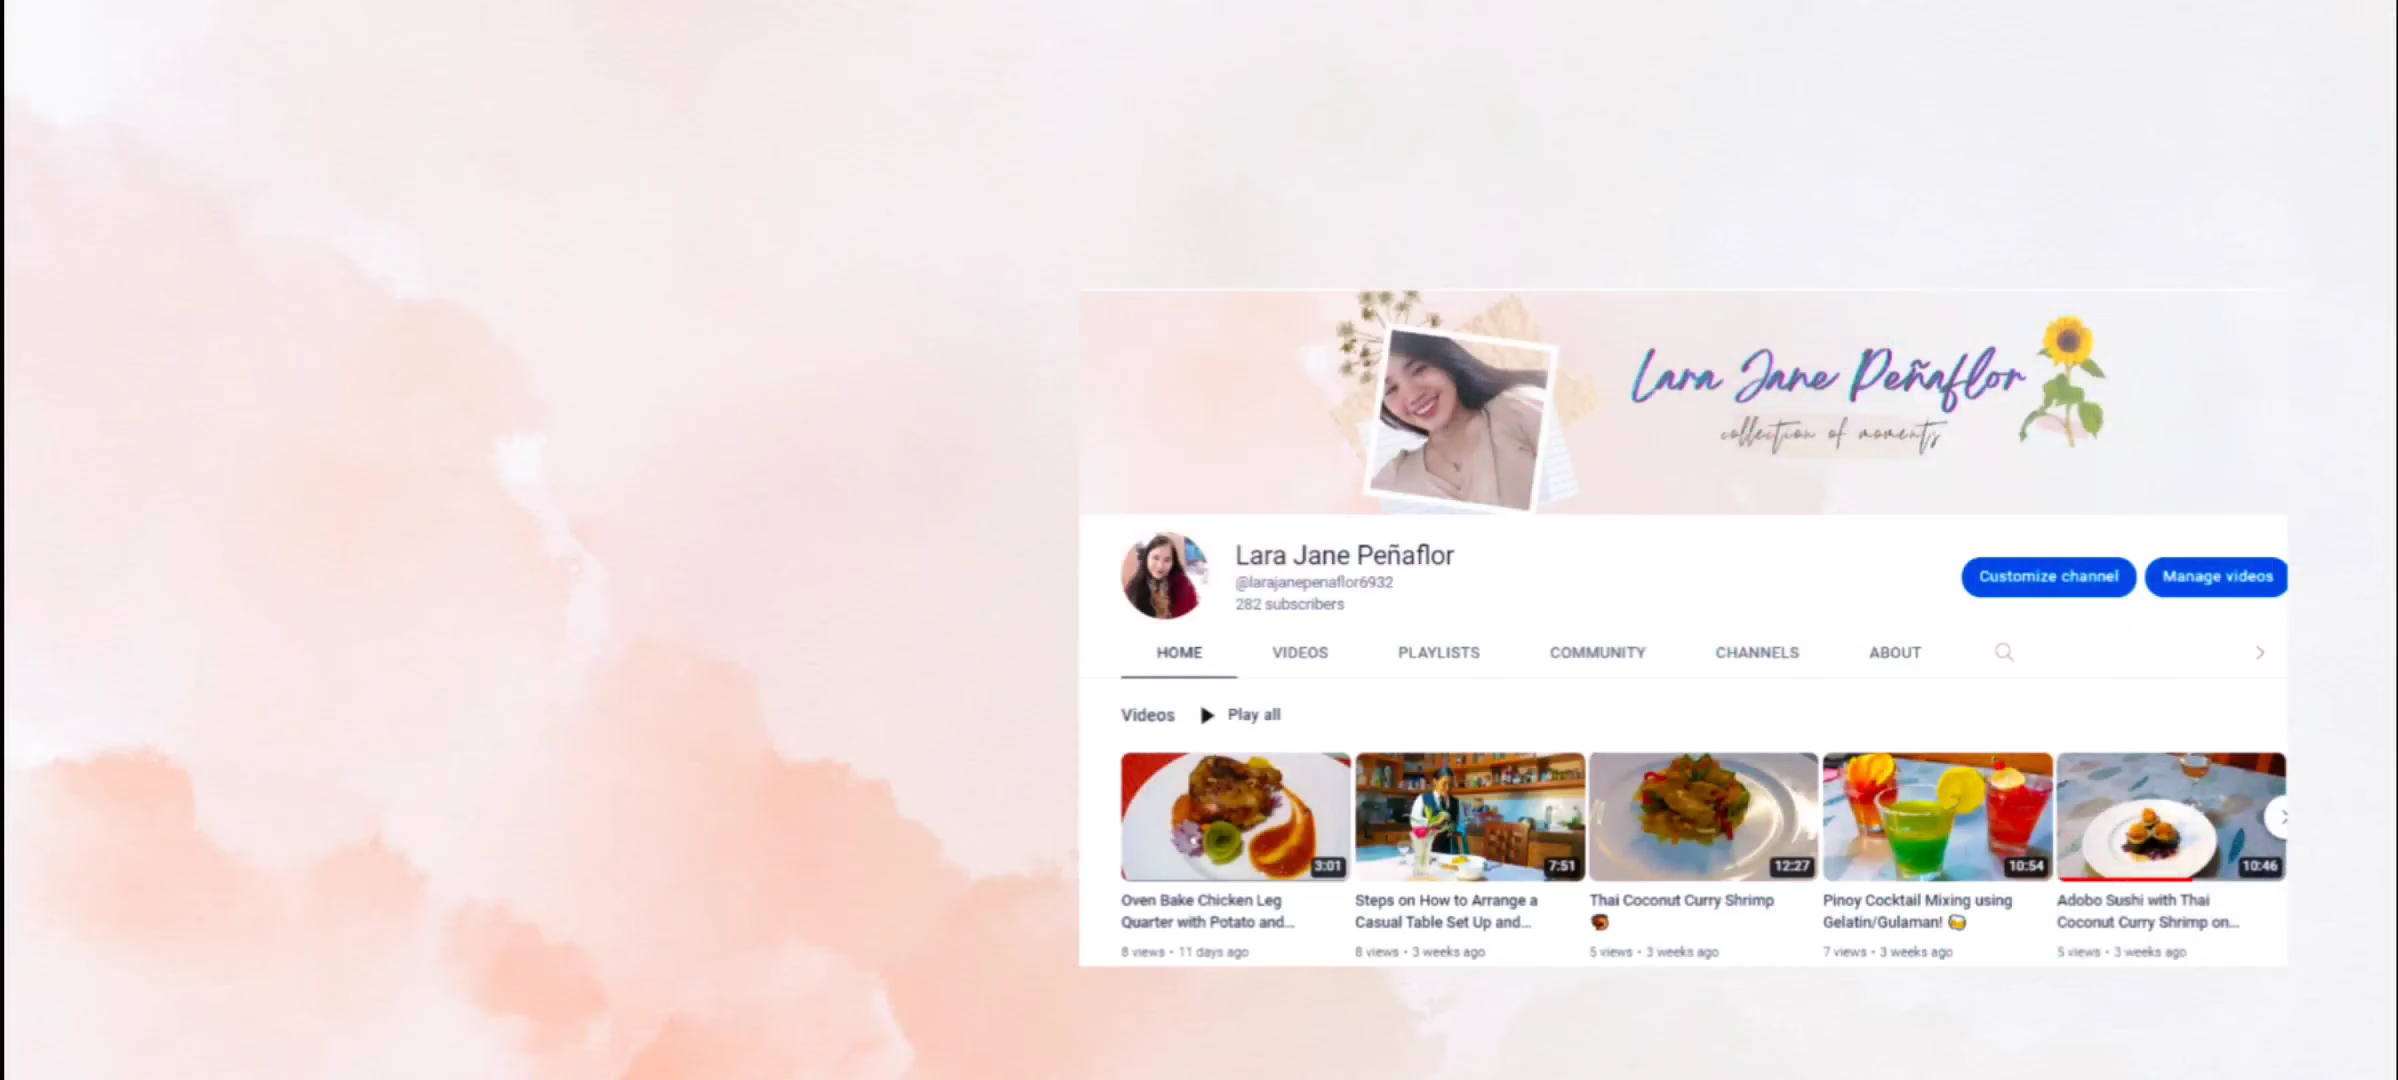 Lara Jane Peñaflor
collection of moments
Lara Jane Peñaflor
@larajanepenaflor6932
282 subscribers
Customize channel
Manage videos
HOME
VIDEOS
PLAYLISTS
COMMUNITY
CHANNELS
ABOUT
Videos
Play all
3:01
7:51
12:27
10:54
10:46
Oven Bake Chicken Leg
Quarter with Potato and...
8 views • 11 days ago
Steps on How to Arrange a
Casual Table Set Up and...
8 views • 3 weeks ago
Thai Coconut Curry Shrimp
🍤
5 views • 3 weeks ago
Pinoy Cocktail Mixing using
Gelatin/Gulaman! 🍻
7 views • 3 weeks ago
Adobo Sushi with Thai
Coconut Curry Shrimp on...
5 views • 3 weeks ago